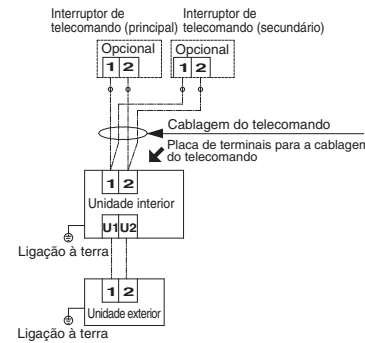 Interruptor de
telecomando (principal)
Interruptor de
telecomando (secundário)
Opcional
Opcional
1 2
1 2
Cablagem do telecomando
Placa de terminais para a cablagem
do telecomando
1 2
Unidade interior
U1 U2
Ligação à terra
1 2
Unidade exterior
Ligação à terra